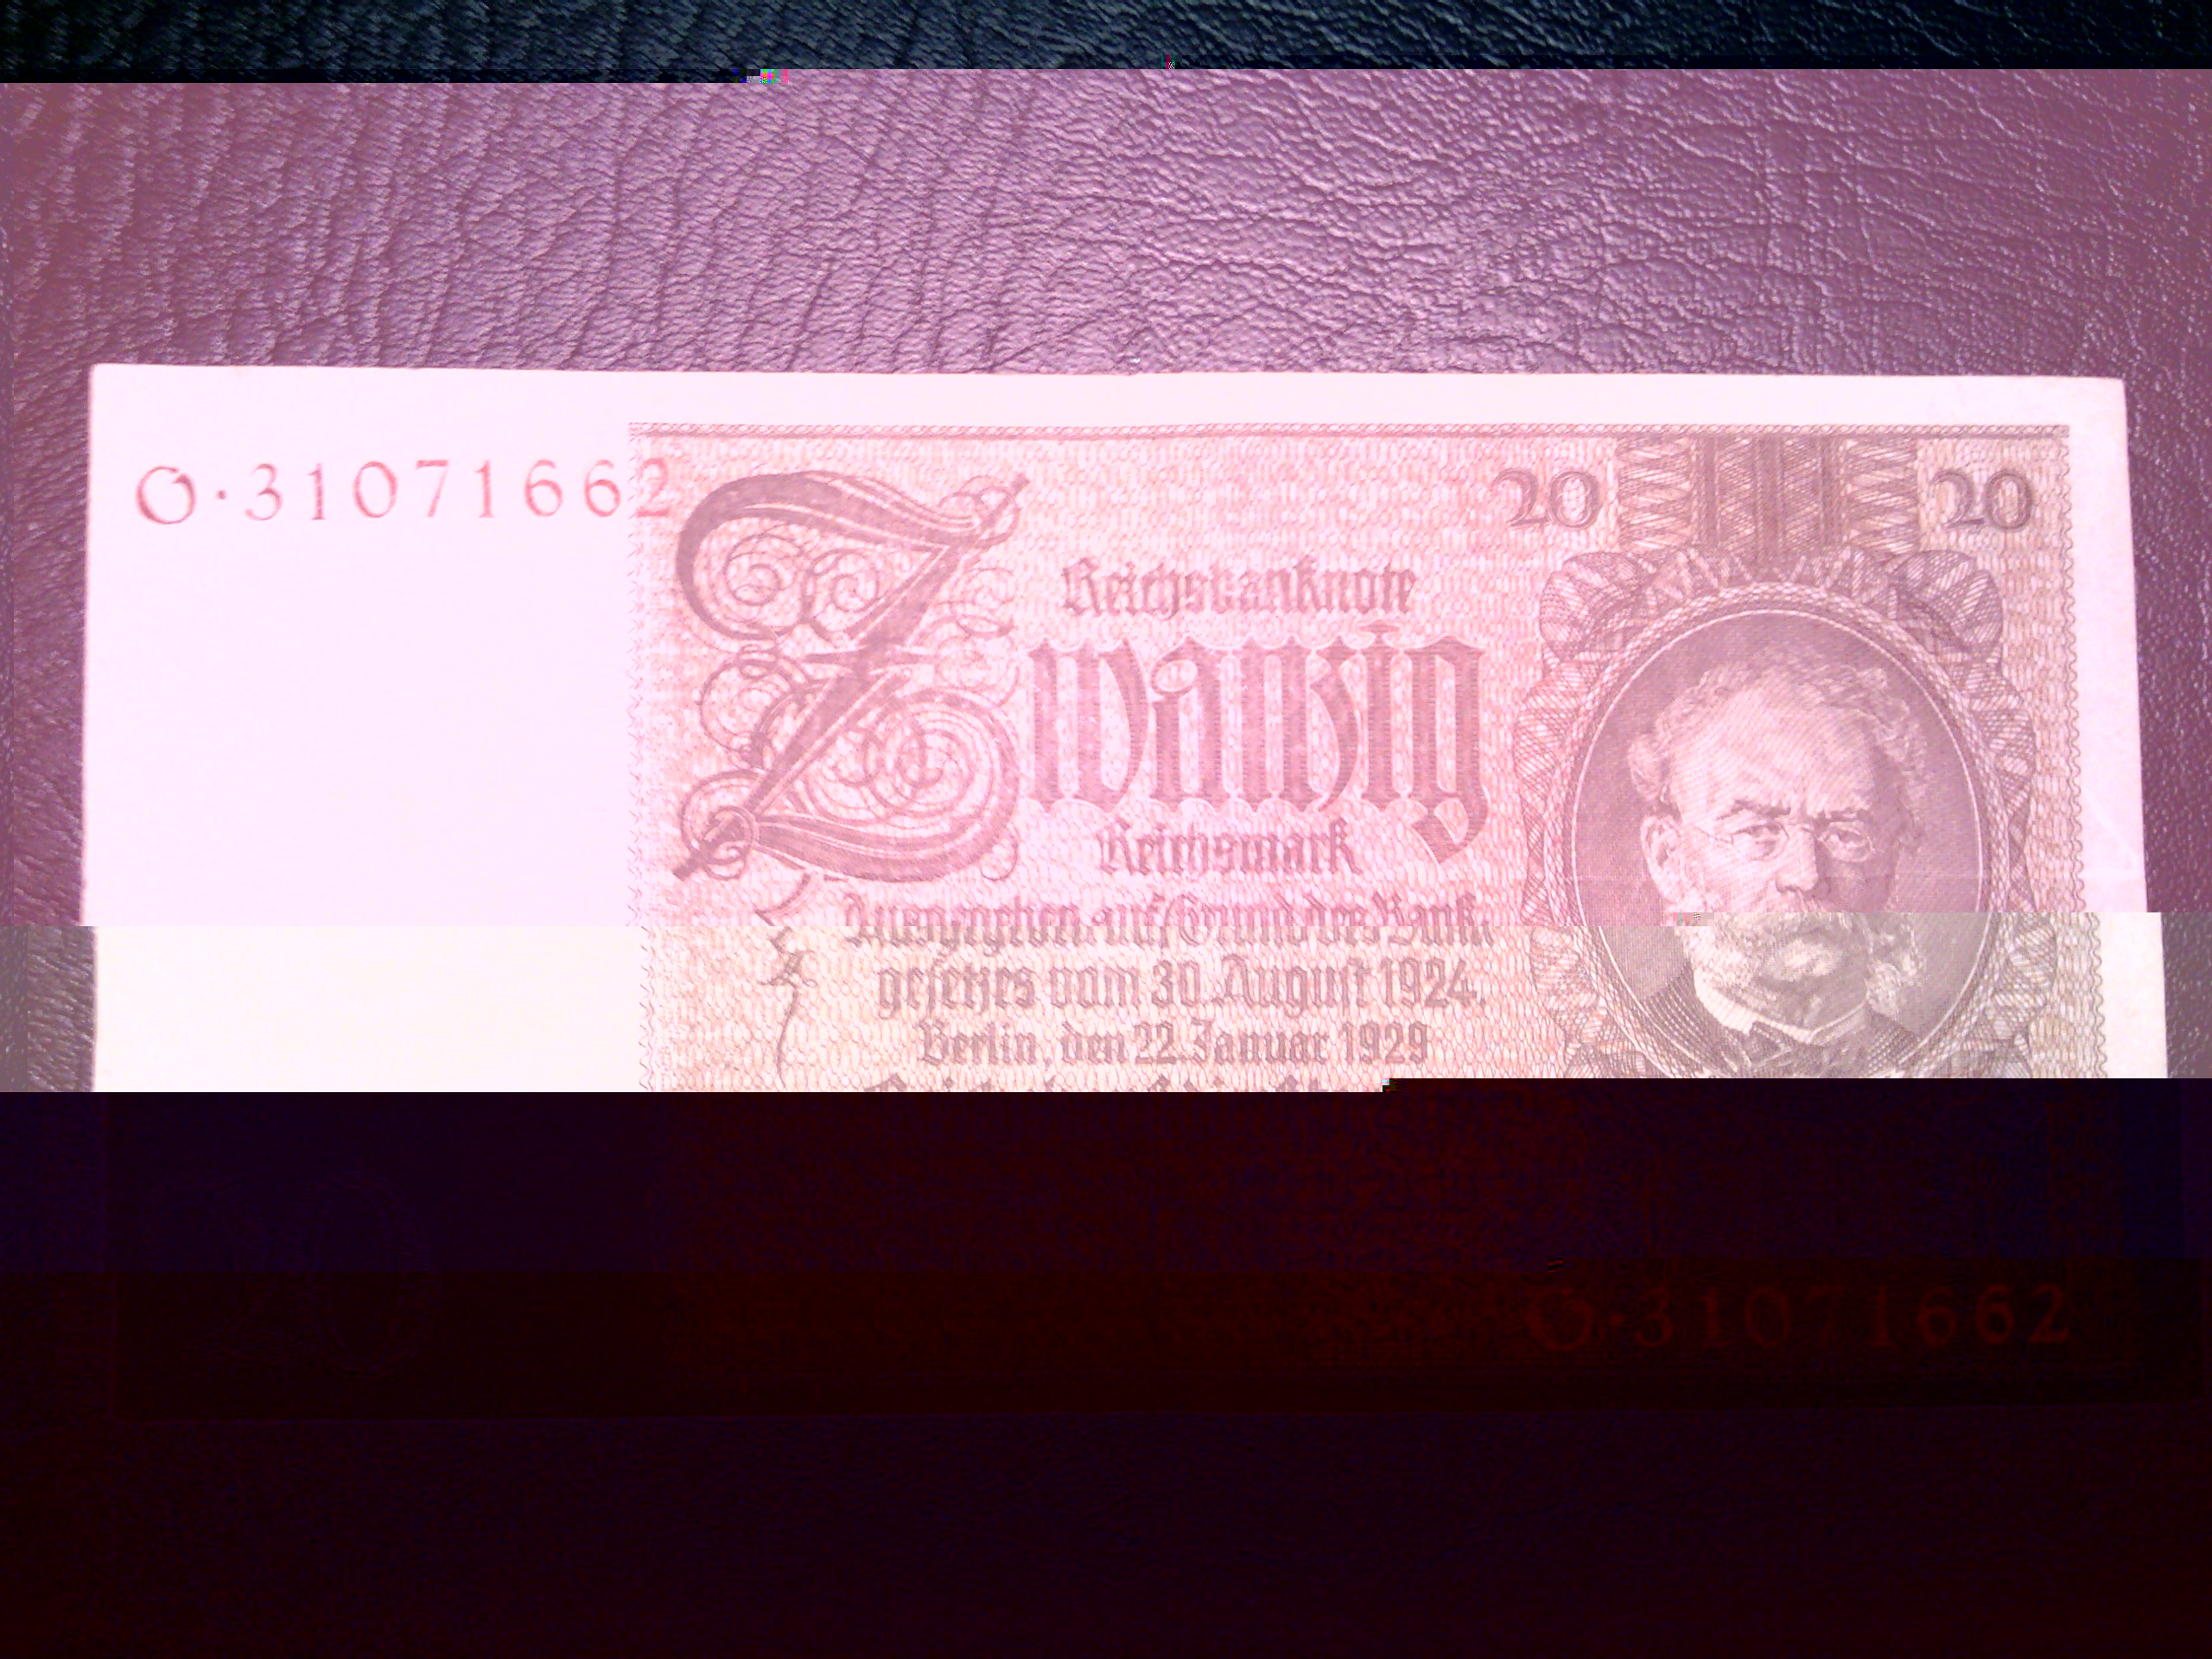 O·31071662
20 20
Reichsbanknote
Zwanzig
Reichsmark
Ausgegeben auf Grund des Bank-
gesetzes vom 30. August 1924.
Berlin, den 22. Januar 1929
20
O·31071662